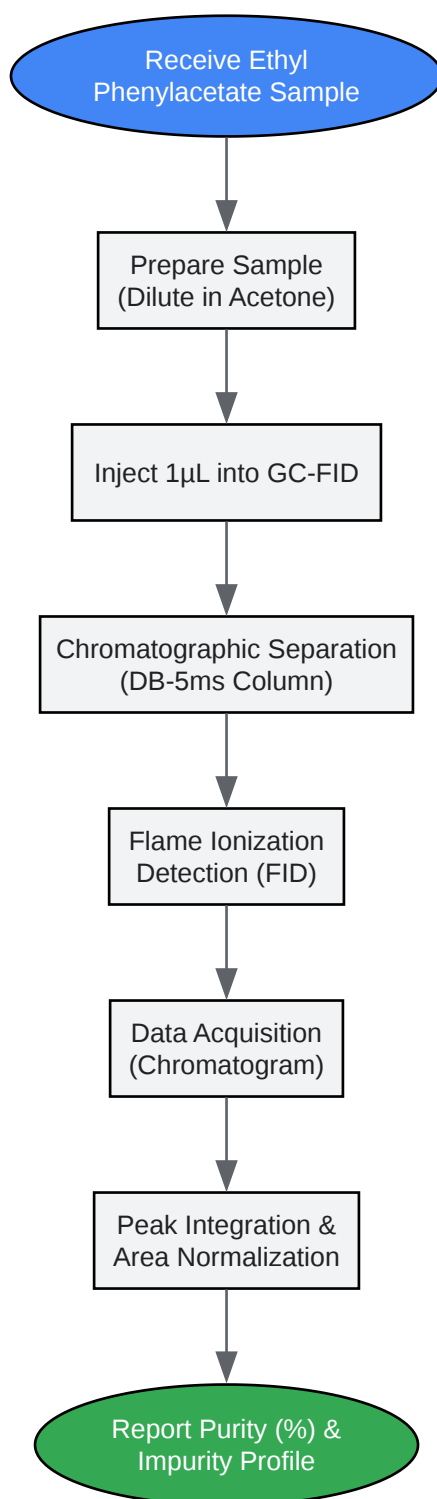 Receive Ethyl
Phenylacetate Sample
Prepare Sample
(Dilute in Acetone)
Inject 1µL into GC-FID
Chromatographic Separation
(DB-5ms Column)
Flame Ionization
Detection (FID)
Data Acquisition
(Chromatogram)
Peak Integration &
Area Normalization
Report Purity (%) &
Impurity Profile